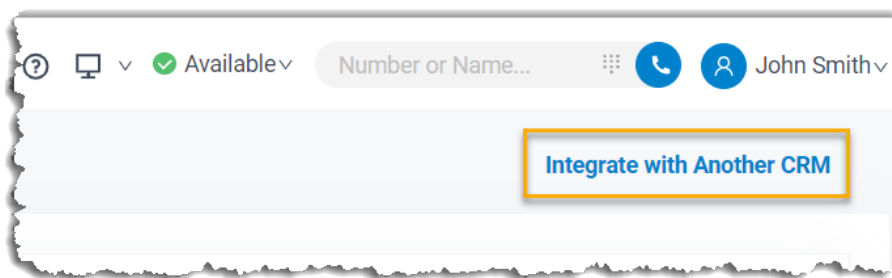 Available
Number or Name...
John Smith
Integrate with Another CRM